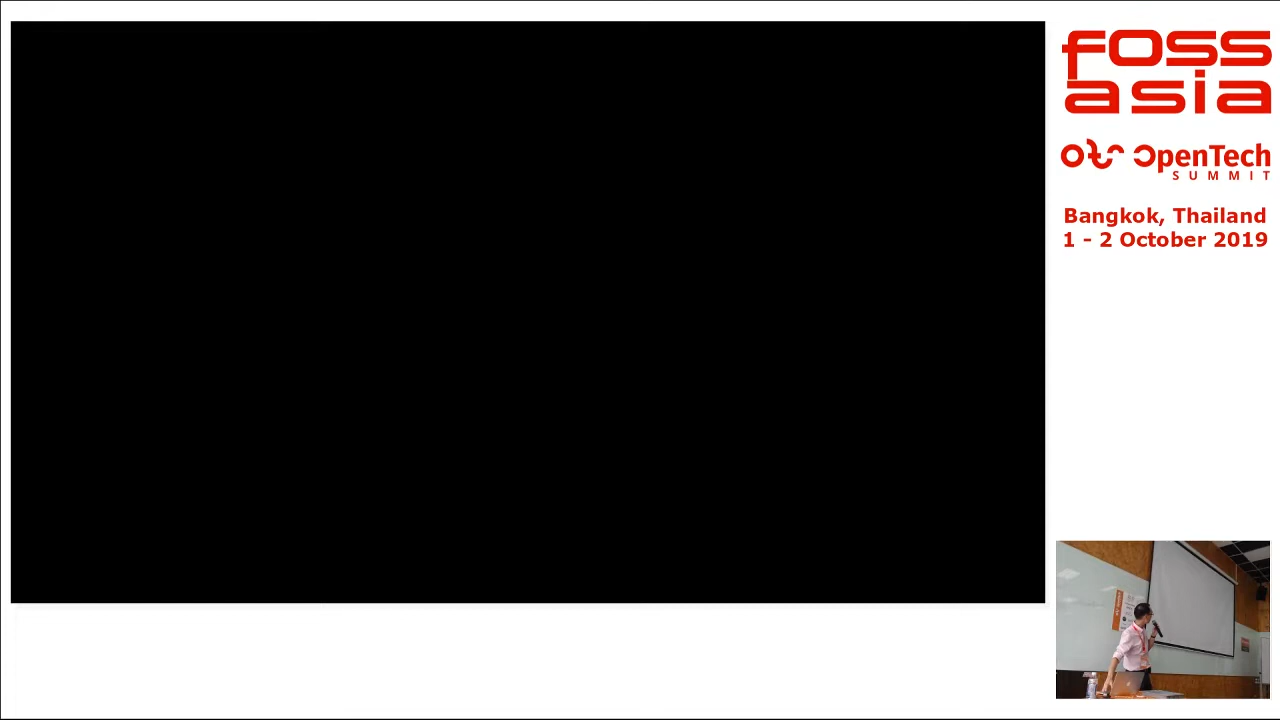 foss
asia
OpenTech
SUMMIT
Bangkok, Thailand
1 - 2 October 2019